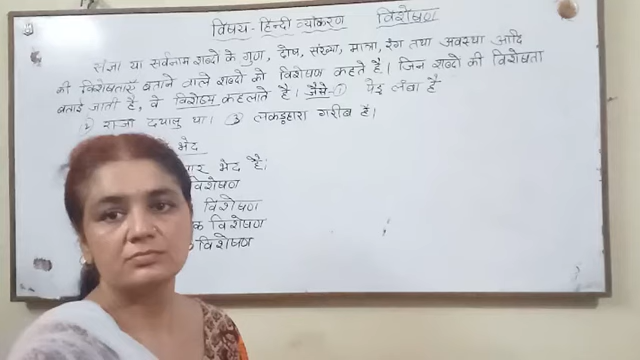 विषय- हिन्दी व्याकरण विशेषण
संज्ञा या सर्वनाम शब्दो के गुण, दोष, संख्या, मात्रा, रंग तथा अवस्था आदि
की विशेषताएँ बताने वाले शब्दो को विशेषण कहते है। जिन शब्दो की विशेषता
बताई जाती है, वे विशेष्य कहलाते है। जैसे- ① पेड़ लंबा है
② राजा दयालु था। ③ लकड़हारा गरीब है।
भेद
भेद है।
विशेषण
विशेषण
विशेषण
विशेषण